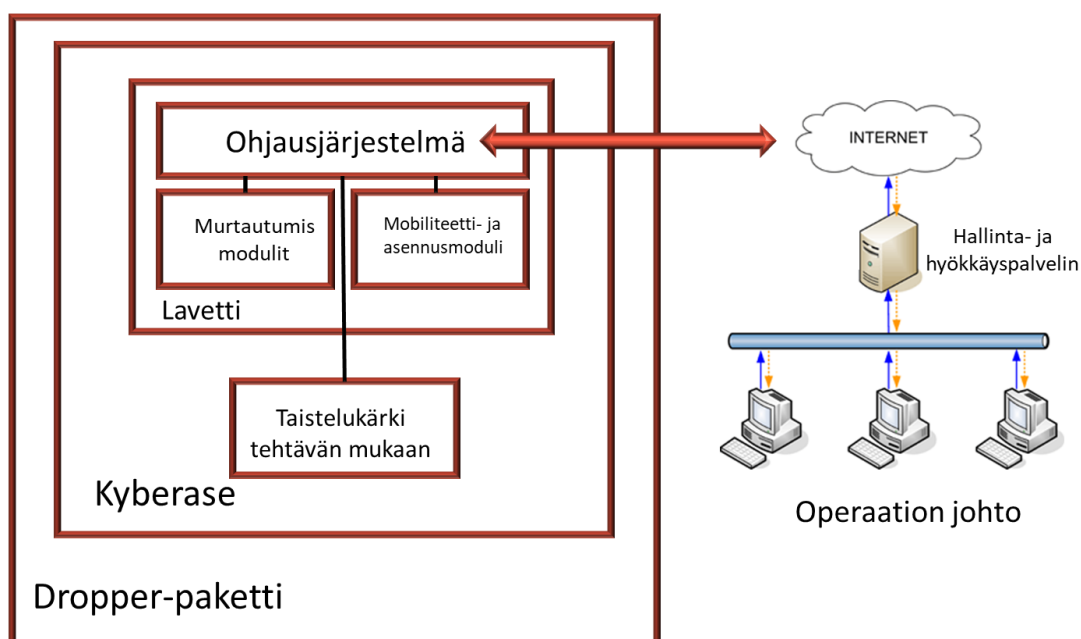 Ohjausjärjestelmä
Murtautumis
modulit
Mobiliteetti- ja
asennusmoduli
Lavetti
Taistelukärki
tehtävän mukaan
Kyberase
Dropper-paketti
INTERNET
Hallinta- ja
hyökkäyspalvelin
Operaation johto